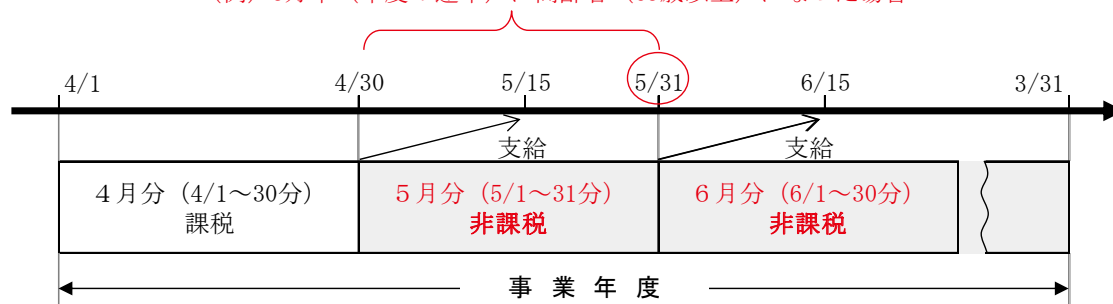 4/1 4/30 5/15 5/31 6/15 3/31
支給 支給
４月分（4/1～30分） ５月分（5/1～31分） ６月分（6/1～30分）
課税 非課税 非課税
事 業 年 度